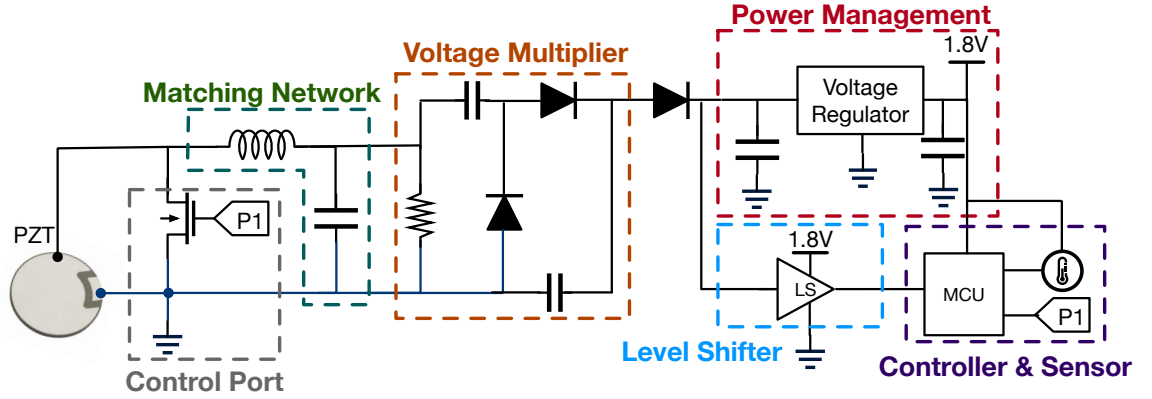 Power Management
1.8V
Voltage Multiplier
Matching Network
Voltage
Regulator
P1
PZT
1.8V
LS
MCU
P1
Level Shifter
Controller & Sensor
Control Port